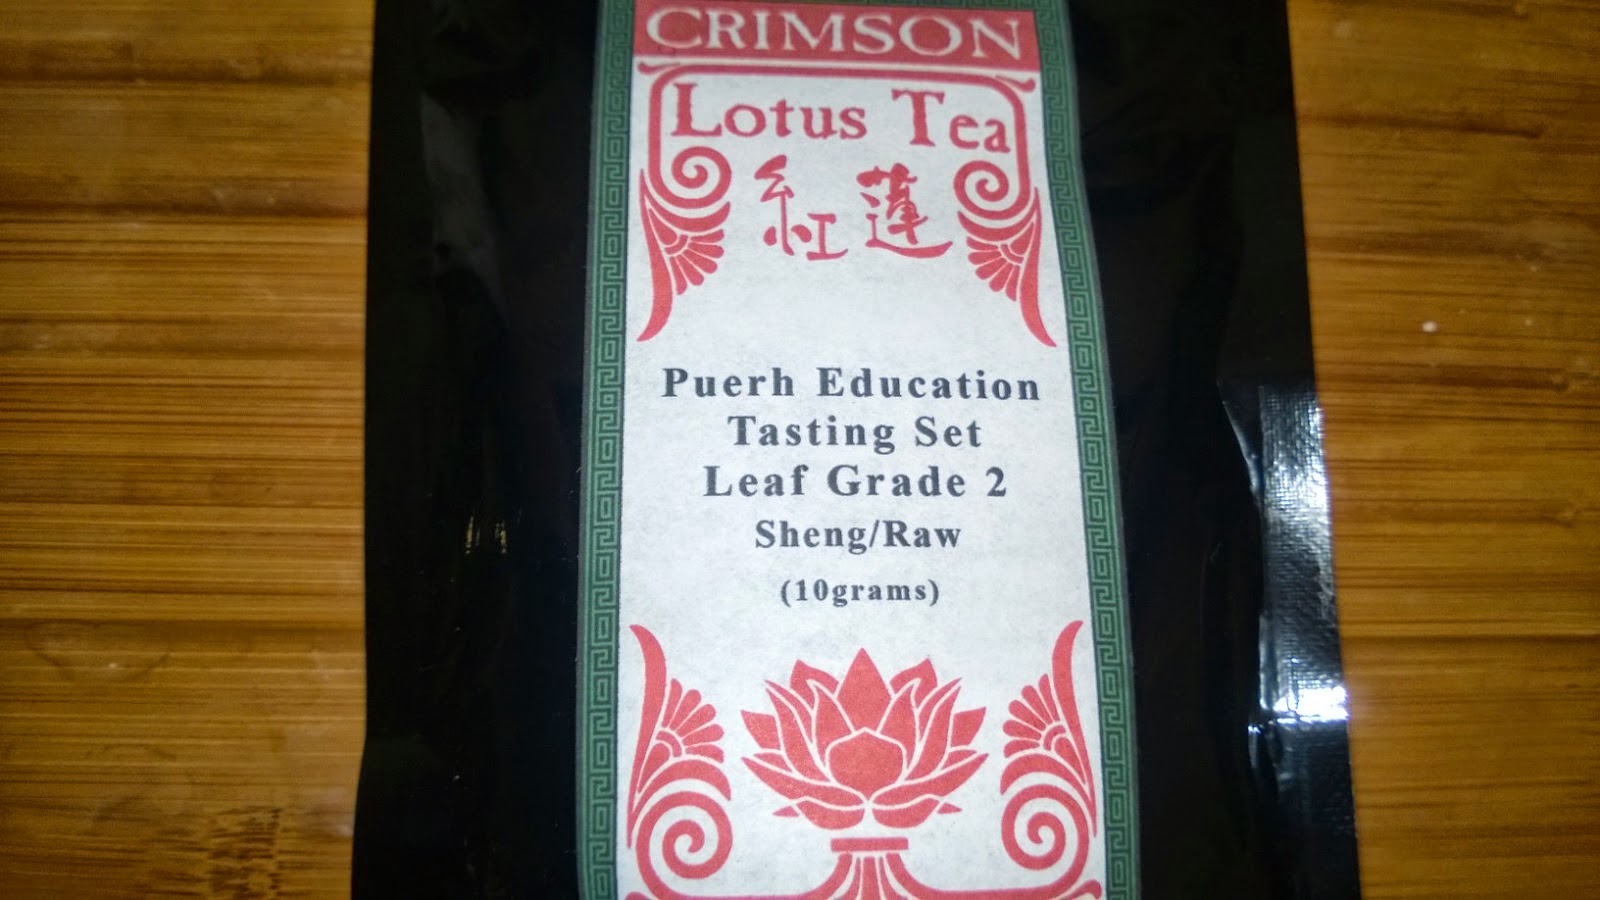 CRIMSON
Lotus Tea
紅蓮
Puerh Education
Tasting Set
Leaf Grade 2
Sheng/Raw
(10grams)